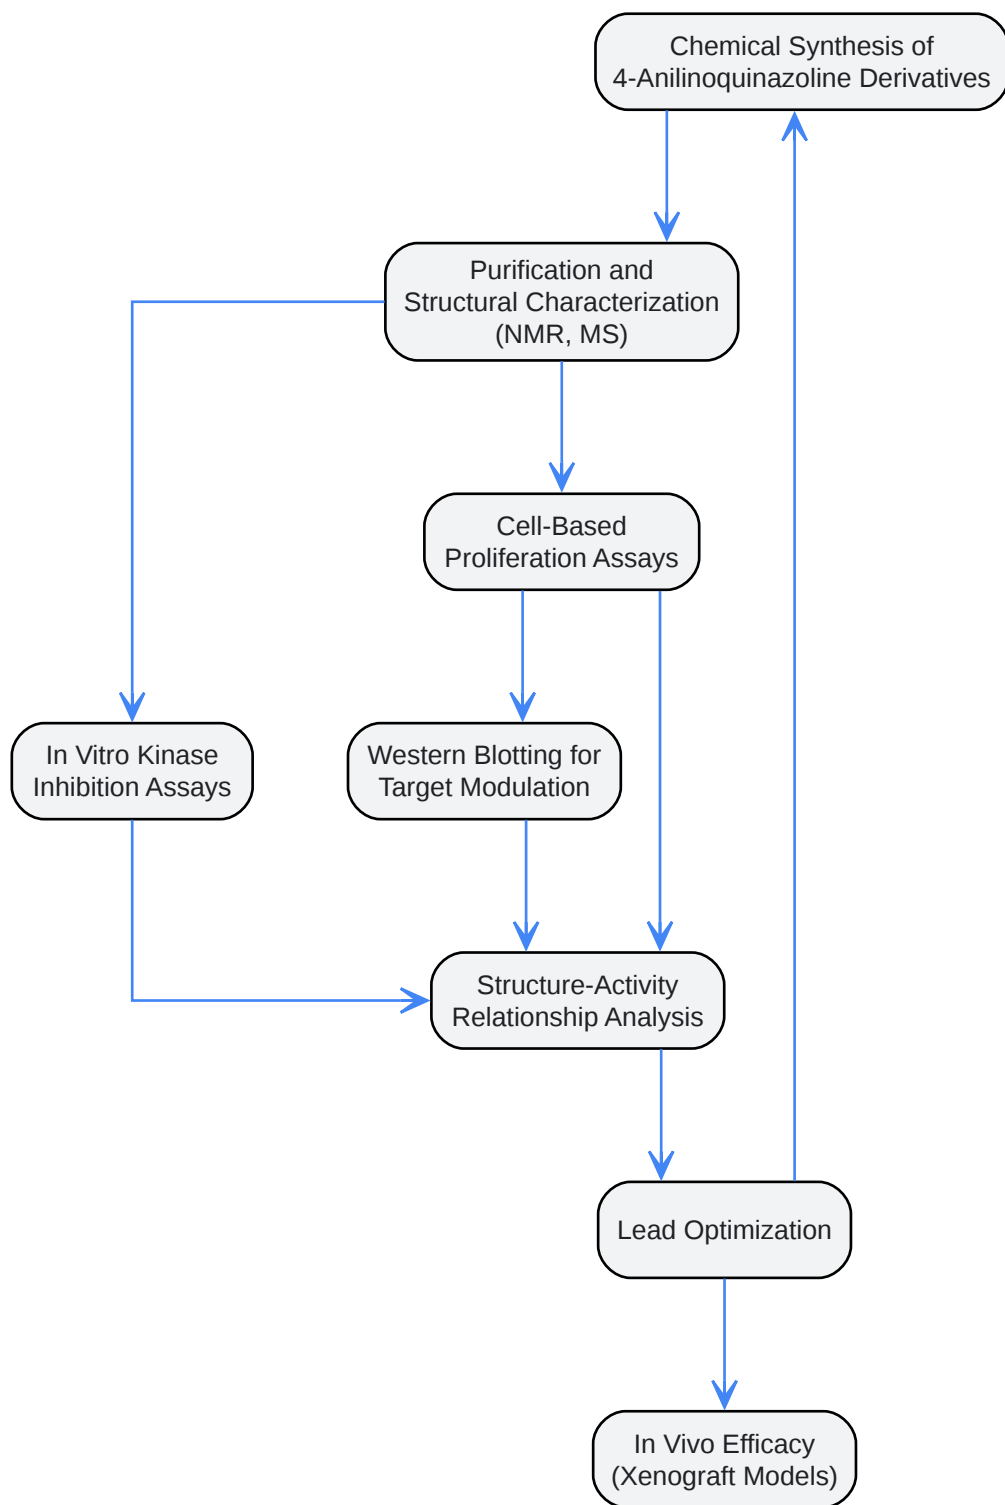 Chemical Synthesis of
4-Anilinoquinazoline Derivatives
Purification and
Structural Characterization
(NMR, MS)
Cell-Based
Proliferation Assays
In Vitro Kinase
Inhibition Assays
Western Blotting for
Target Modulation
Structure-Activity
Relationship Analysis
Lead Optimization
In Vivo Efficacy
(Xenograft Models)